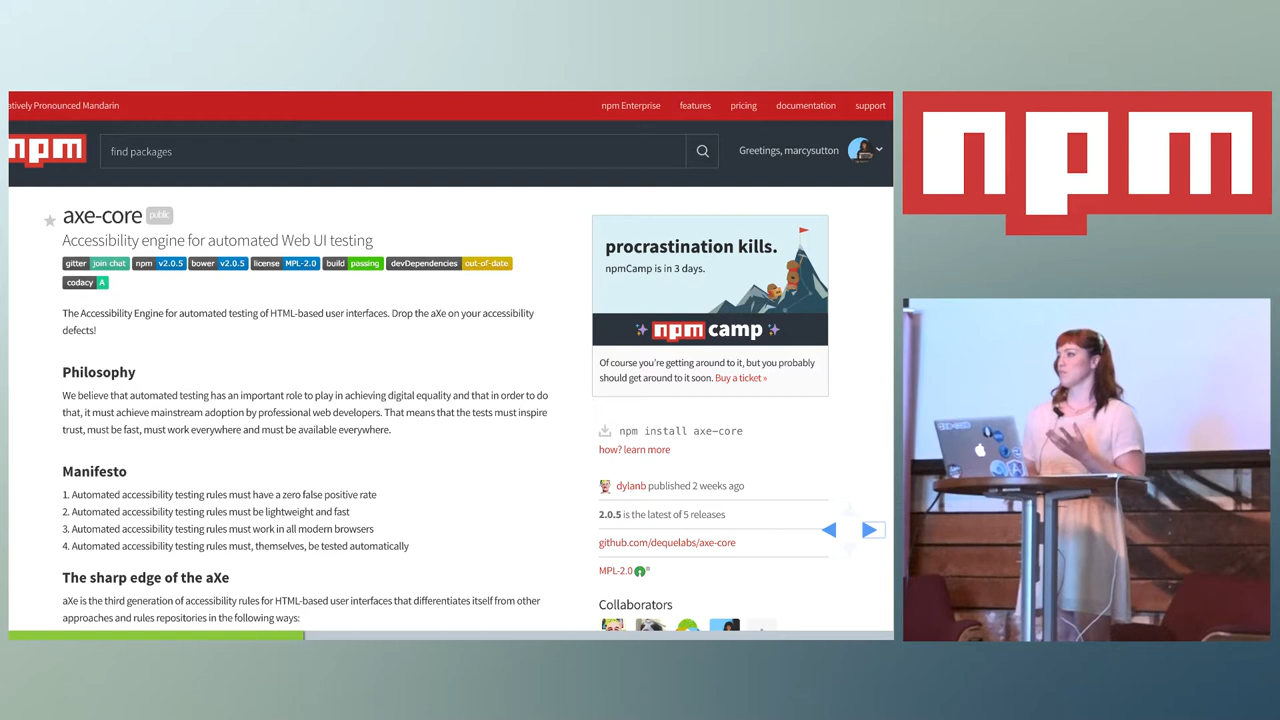 atively Pronounced Mandarin
npm Enterprise features pricing documentation support
npm
find packages
Greetings, marcysutton
axe-core public
Accessibility engine for automated Web UI testing
gitter join chat npm v2.0.5 bower v2.0.5 license MPL-2.0 build passing devDependencies out-of-date
codacy A
The Accessibility Engine for automated testing of HTML-based user interfaces. Drop the aXe on your accessibility
defects!
Philosophy
We believe that automated testing has an important role to play in achieving digital equality and that in order to do
that, it must achieve mainstream adoption by professional web developers. That means that the tests must inspire
trust, must be fast, must work everywhere and must be available everywhere.
Manifesto
1. Automated accessibility testing rules must have a zero false positive rate
2. Automated accessibility testing rules must be lightweight and fast
3. Automated accessibility testing rules must work in all modern browsers
4. Automated accessibility testing rules must, themselves, be tested automatically
The sharp edge of the aXe
aXe is the third generation of accessibility rules for HTML-based user interfaces that differentiates itself from other
approaches and rules repositories in the following ways:
procrastination kills.
npmCamp is in 3 days.
npm camp
Of course you're getting around to it, but you probably
should get around to it soon. Buy a ticket »
npm install axe-core
how? learn more
dylanb published 2 weeks ago
2.0.5 is the latest of 5 releases
github.com/dequelabs/axe-core
MPL-2.0
Collaborators
npm